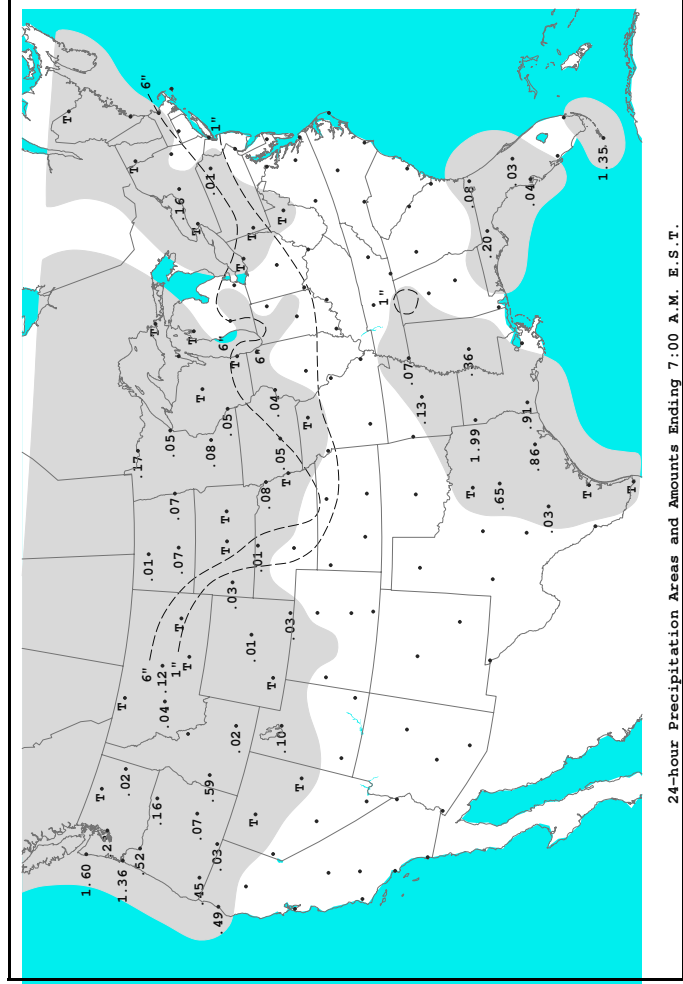 T
1.60
T
1.36
T
.02
T
.17
.52
6"
6"
.01
T
.16
.12
.04
.05
.07
1"
.07
.16
T
T
T
.07
T
.45
T
.59
.01
.08
1"
.03
.49
6"
T
T
.05
.03
.02
T
T
.01
T
T
.01
6"
.08
T
.04
.10
.05
T
T
.03
T
T
1"
.07
.13
.36
.08
T
1.99
.20
.65
.03
.91
.04
.86
.03
T
1.35
T
24-hour Precipitation Areas and Amounts Ending 7:00 A.M. E.S.T.